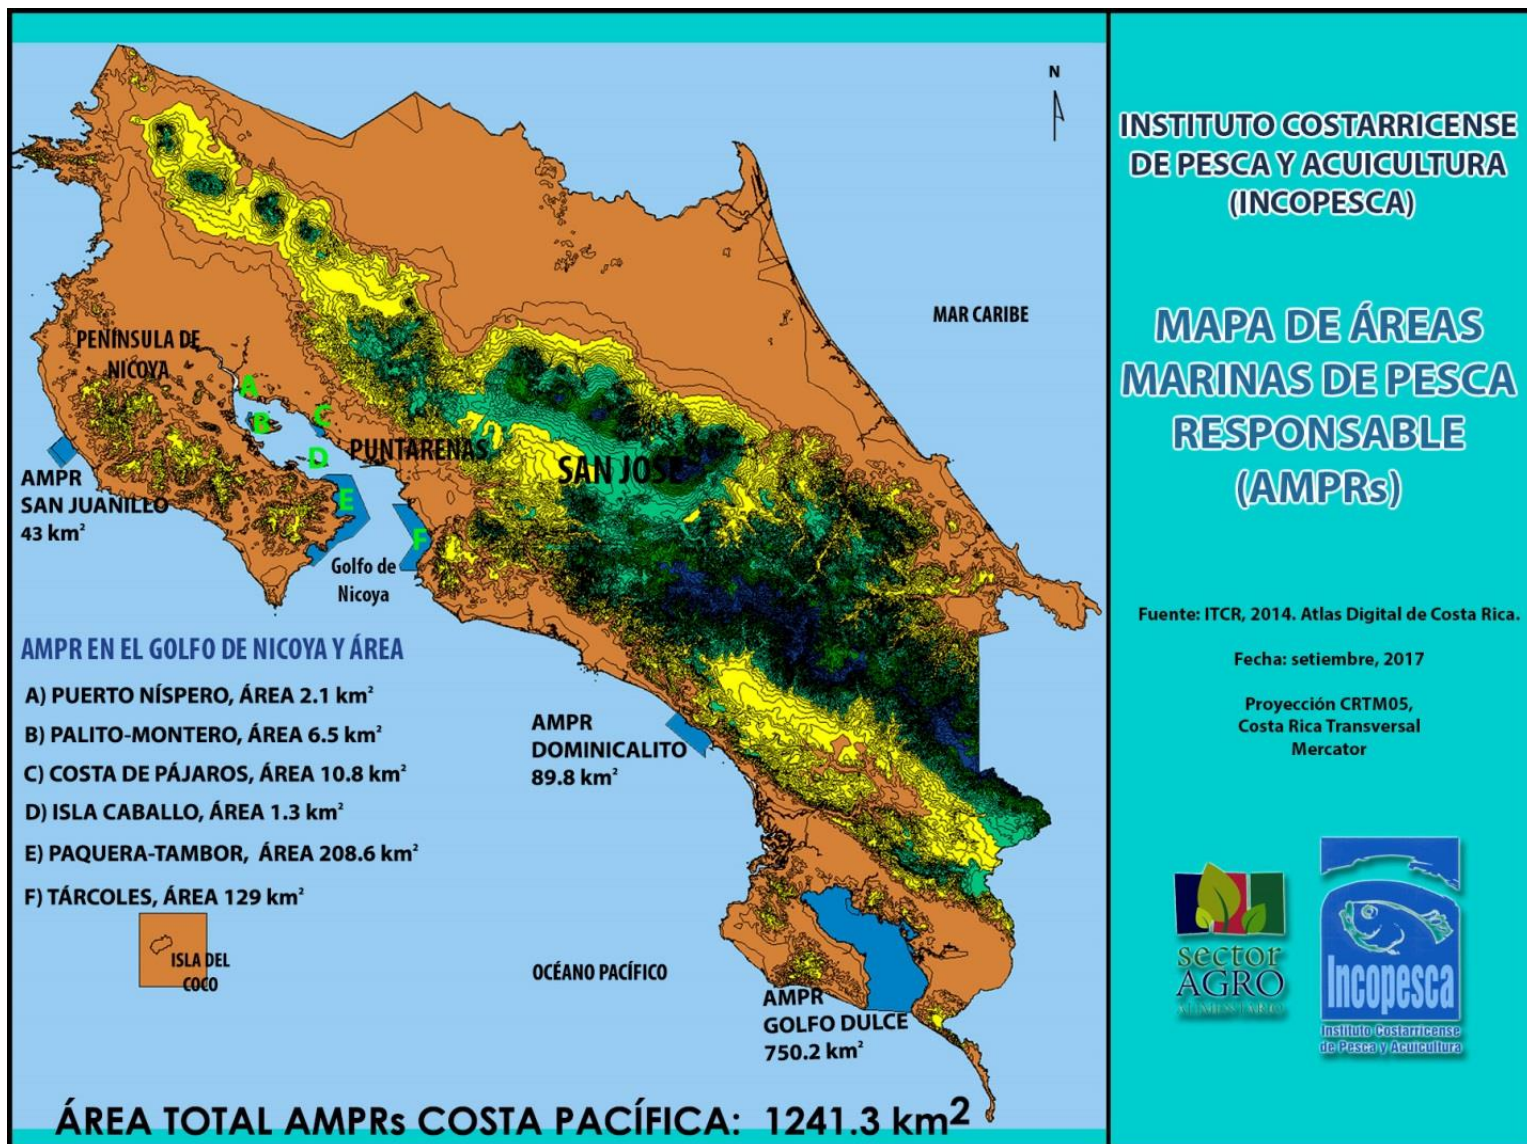 N
INSTITUTO COSTARRICENSE
DE PESCA Y ACUICULTURA
(INCOPESCA)
MAPA DE ÁREAS
MARINAS DE PESCA
RESPONSABLE
(AMPRs)
Fuente: ITCR, 2014. Atlas Digital de Costa Rica.
Fecha: setiembre, 2017
Proyección CRTM05,
Costa Rica Transversal
Mercator
sector
AGRO
ALIMENTARIO
Incopesca
Instituto Costarricense
de Pesca y Acuicultura
MAR CARIBE
PENÍNSULA DE
NICOYA
A
B
C
D
E
F
PUNTARENAS
SAN JOSE
AMPR
SAN JUANILLO
43 km²
Golfo de
Nicoya
AMPR EN EL GOLFO DE NICOYA Y ÁREA
A) PUERTO NÍSPERO, ÁREA 2.1 km²
B) PALITO-MONTERO, ÁREA 6.5 km²
C) COSTA DE PÁJAROS, ÁREA 10.8 km²
D) ISLA CABALLO, ÁREA 1.3 km²
E) PAQUERA-TAMBOR, ÁREA 208.6 km²
F) TÁRCOLES, ÁREA 129 km²
AMPR
DOMINICALITO
89.8 km²
ISLA DEL
COCO
OCÉANO PACÍFICO
AMPR
GOLFO DULCE
750.2 km²
ÁREA TOTAL AMPRs COSTA PACÍFICA: 1241.3 km²